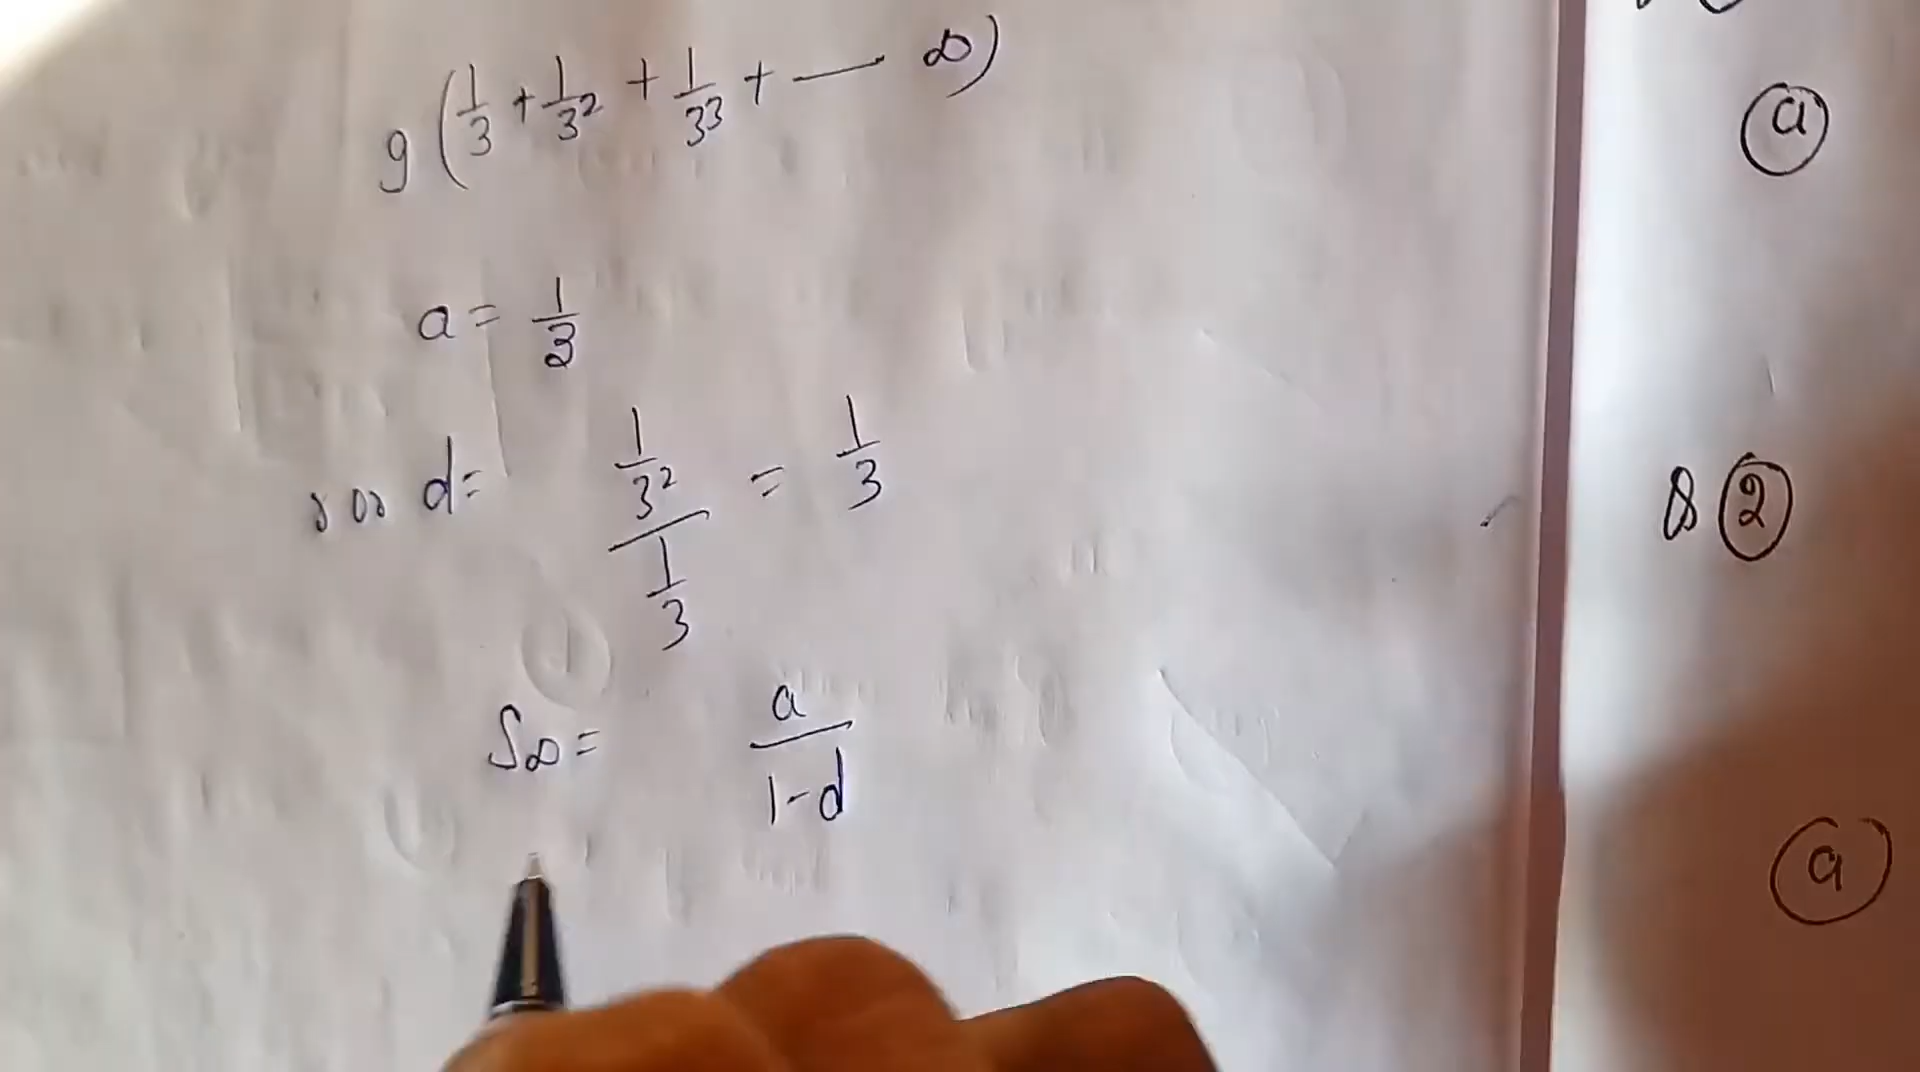 9 (1/3 + 1/3² + 1/3³ + — ∞)
a = 1/3
r or d = (1/3²)/(1/3) = 1/3
S∞ = a/(1-d)
a
8 2
a